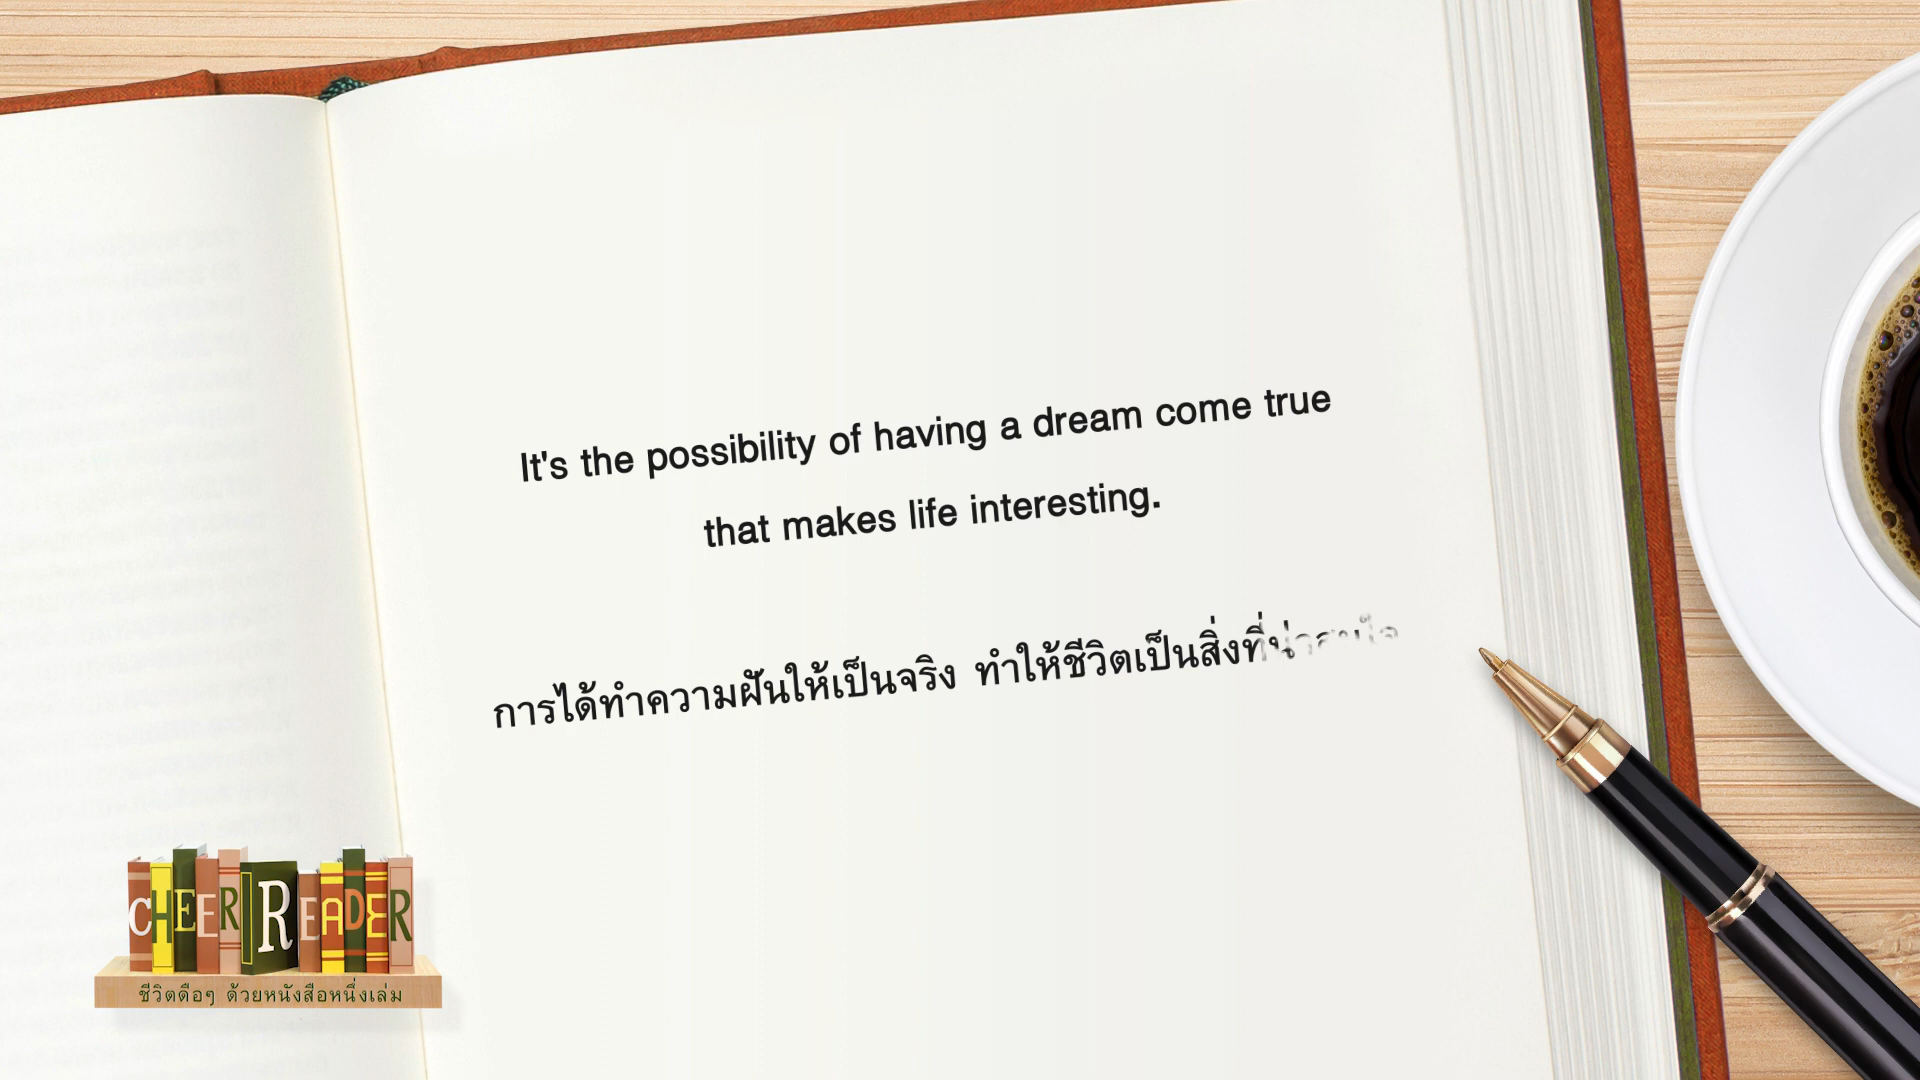 It's the possibility of having a dream come true
that makes life interesting.
การได้ทำความฝันให้เป็นจริง ทำให้ชีวิตเป็นสิ่งที่
CHEER READER
ชีวิตดีๆ ด้วยหนังสือหนึ่งเล่ม